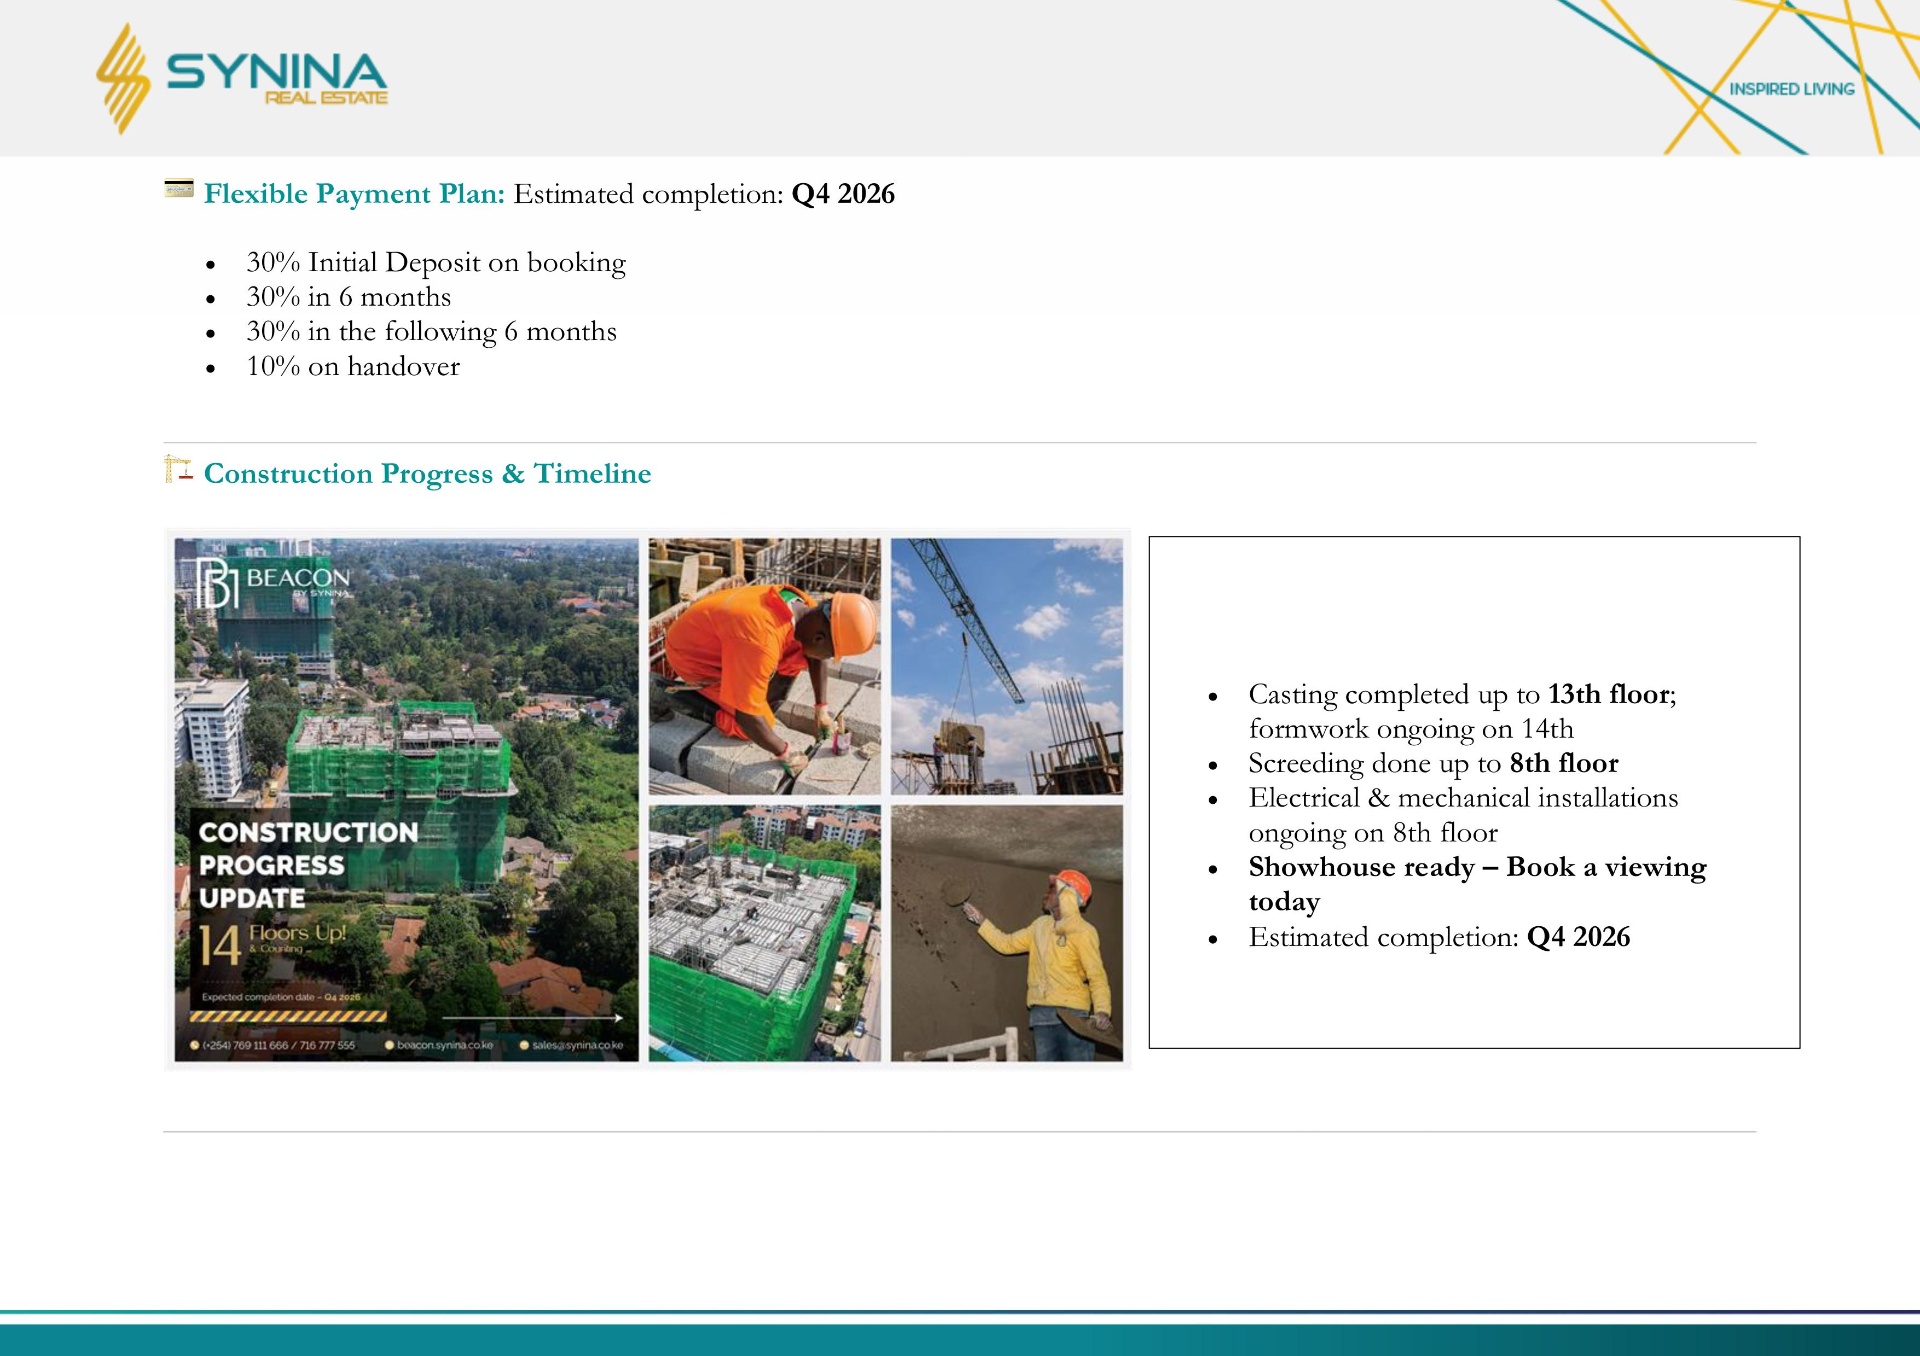 SYNINA
REAL ESTATE
INSPIRED LIVING
Flexible Payment Plan: Estimated completion: Q4 2026
• 30% Initial Deposit on booking
• 30% in 6 months
• 30% in the following 6 months
• 10% on handover
Construction Progress & Timeline
BEACON
BY SYNINA
CONSTRUCTION
PROGRESS
UPDATE
14 Floors Up!
& Counting
Expected completion date – Q4 2026
(+254) 769 111 666 / 716 777 555
beacon.synina.co.ke
sales@synina.co.ke
• Casting completed up to 13th floor;
formwork ongoing on 14th
• Screeding done up to 8th floor
• Electrical & mechanical installations
ongoing on 8th floor
• Showhouse ready – Book a viewing
today
• Estimated completion: Q4 2026